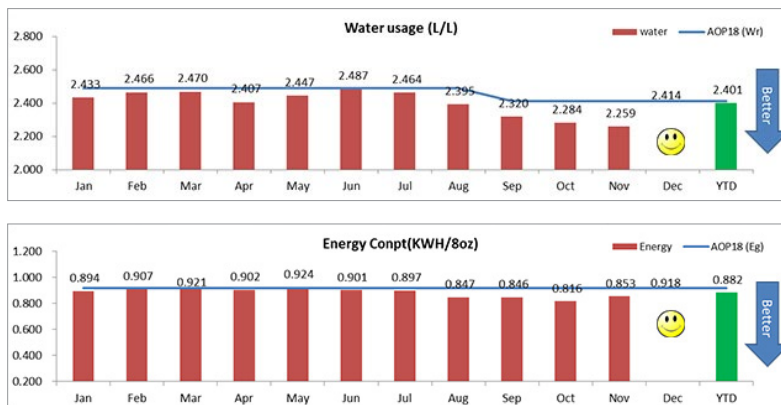 Water usage (L/L)
water AOP18 (Wr)
2.800
2.600
2.400
2.200
2.000
2.433 2.466 2.470 2.407 2.447 2.487 2.464 2.395 2.320 2.284 2.259 2.414 2.401
Jan Feb Mar Apr May Jun Jul Aug Sep Oct Nov Dec YTD
Better
Energy Conpt(KWH/8oz)
Energy AOP18 (Eg)
1.200
1.000
0.800
0.600
0.400
0.200
0.894 0.907 0.921 0.902 0.924 0.901 0.897 0.847 0.846 0.816 0.853 0.918 0.882
Jan Feb Mar Apr May Jun Jul Aug Sep Oct Nov Dec YTD
Better